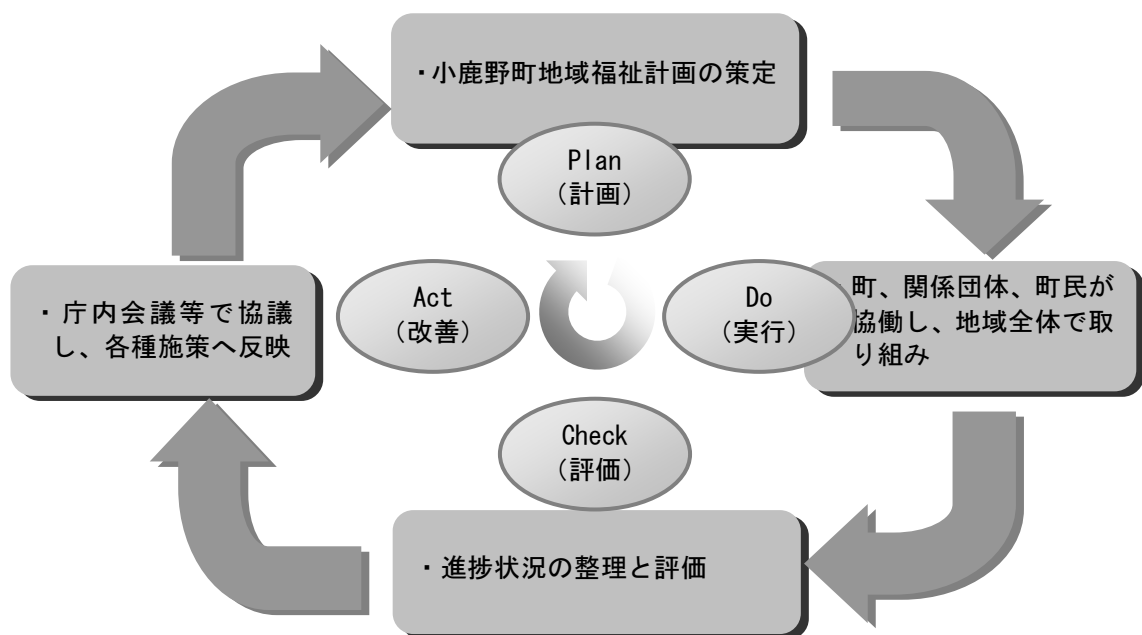 ・小鹿野町地域福祉計画の策定
Plan
（計画）
・庁内会議等で協議
し、各種施策へ反映
Act
（改善）
Do
（実行）
町、関係団体、町民が
協働し、地域全体で取
り組み
Check
（評価）
・進捗状況の整理と評価